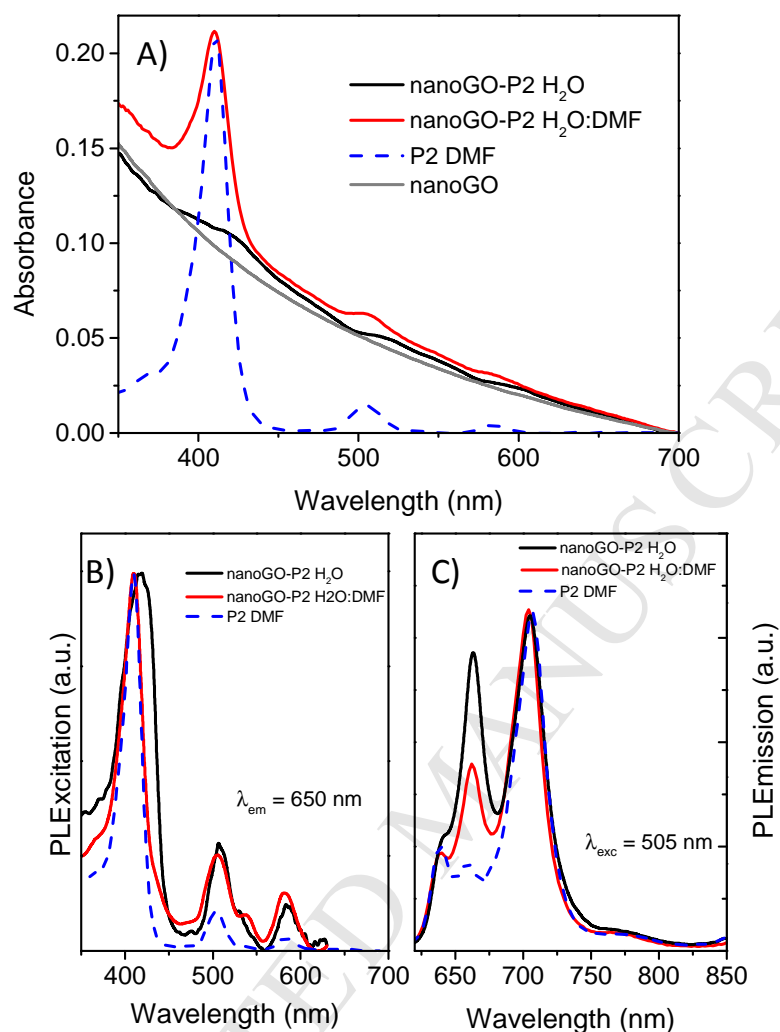 A)
nanoGO-P2 H₂O
nanoGO-P2 H₂O:DMF
P2 DMF
nanoGO
Absorbance
0.20
0.15
0.10
0.05
0.00
400 500 600 700
Wavelength (nm)
B)
nanoGO-P2 H₂O
nanoGO-P2 H2O:DMF
P2 DMF
PLExcitation (a.u.)
λem = 650 nm
400 500 600 700
Wavelength (nm)
C)
nanoGO-P2 H₂O
nanoGO-P2 H₂O:DMF
P2 DMF
PLEmission (a.u.)
λexc = 505 nm
650 700 750 800 850
Wavelength (nm)
TED MANUSCRI